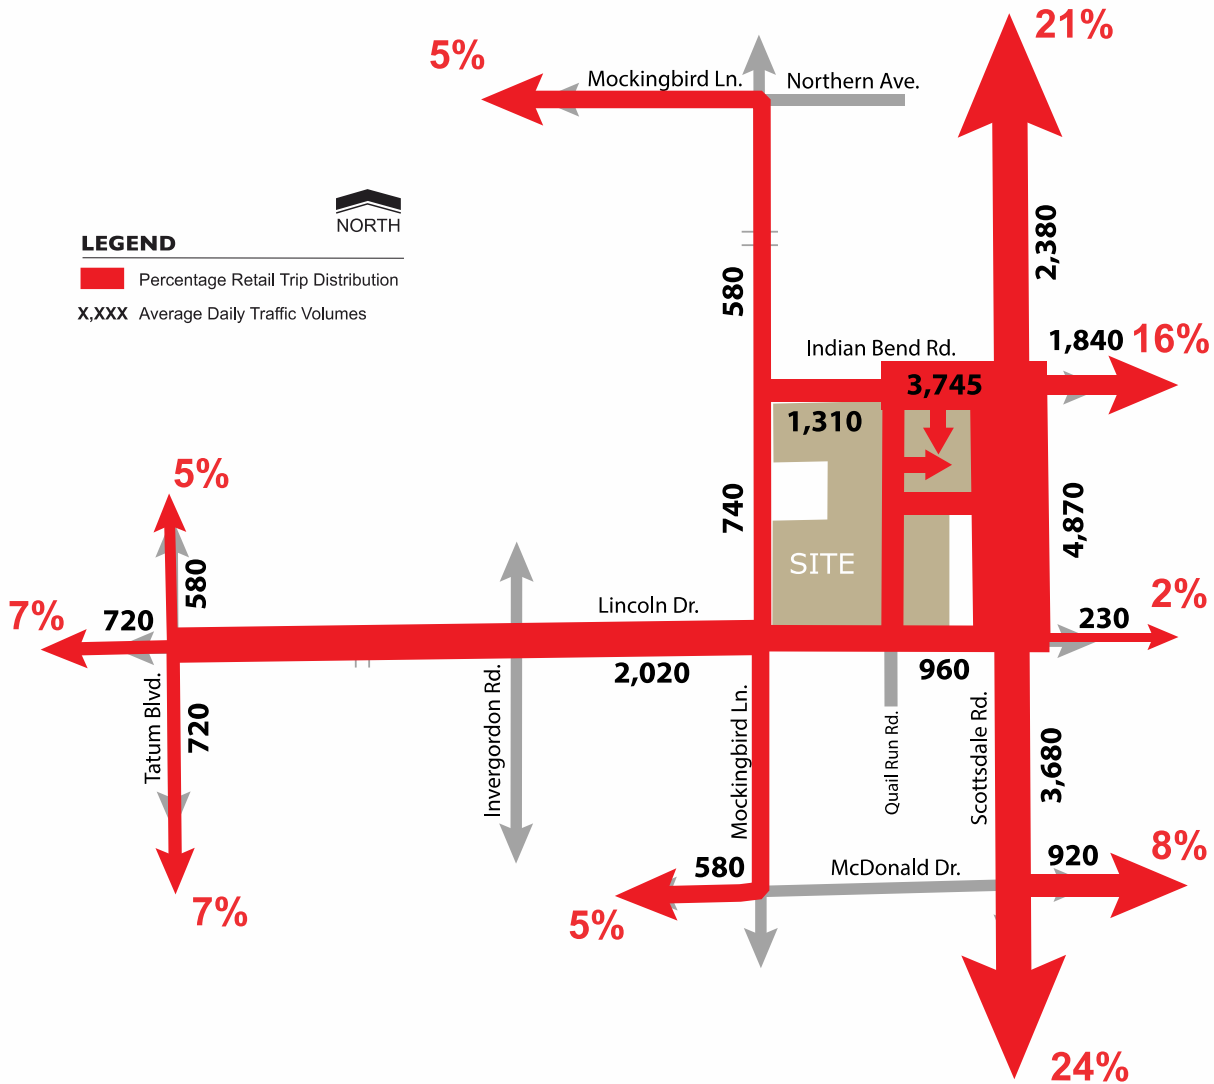 21%
5%
Mockingbird Ln.
Northern Ave.
NORTH
LEGEND
Percentage Retail Trip Distribution
X,XXX Average Daily Traffic Volumes
2,380
580
1,840
16%
Indian Bend Rd.
3,745
1,310
5%
740
4,870
580
SITE
7%
720
Lincoln Dr.
2%
230
2,020
960
Tatum Blvd.
720
Invergordon Rd.
Mockingbird Ln.
Quail Run Rd.
Scottsdale Rd.
3,680
580
McDonald Dr.
920
8%
7%
5%
24%